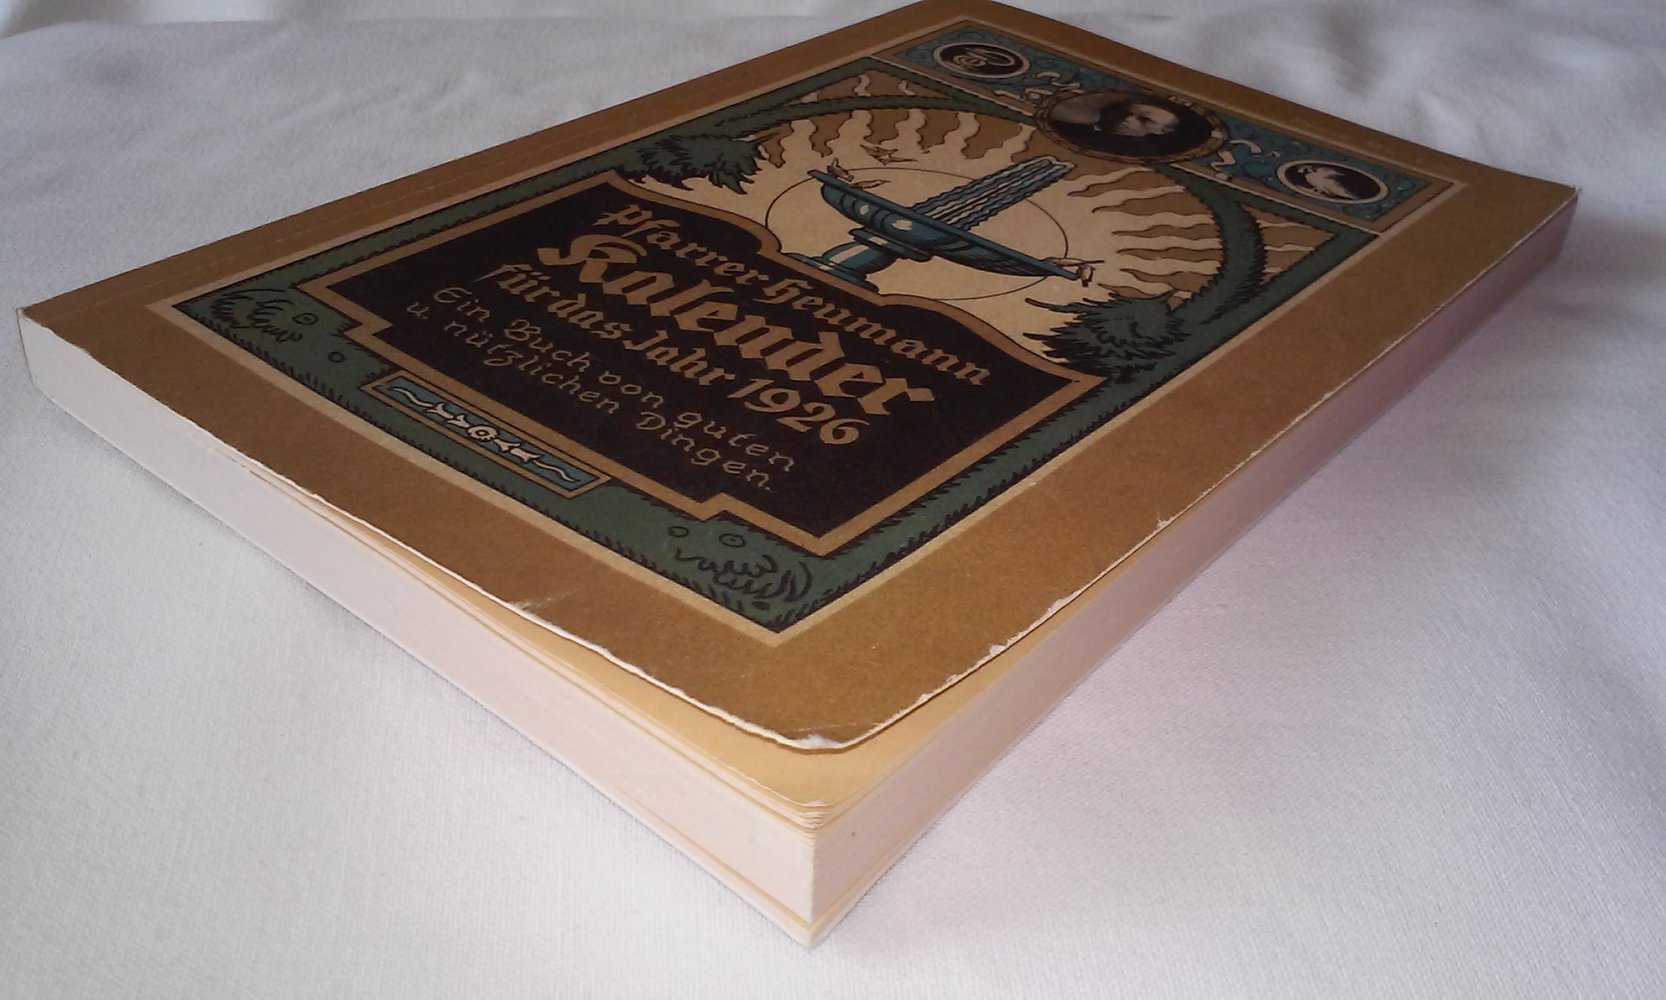 Pfarrer Heumann
Kalender
für das Jahr 1926
Ein Buch von guten
u. nützlichen Dingen.